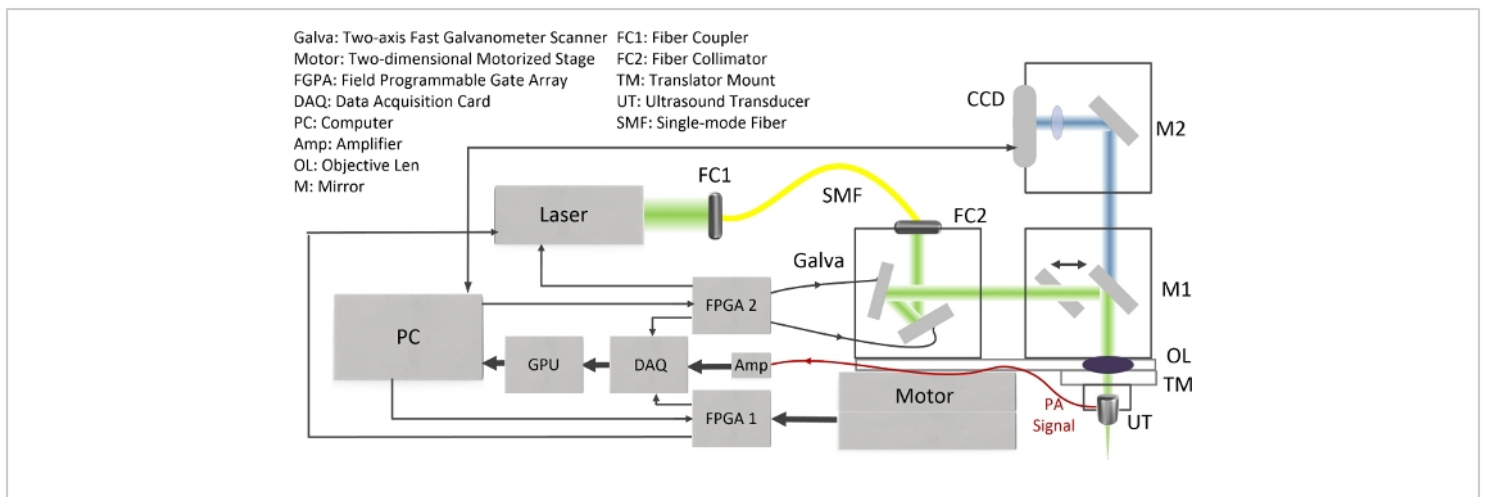 Galva: Two-axis Fast Galvanometer Scanner
Motor: Two-dimensional Motorized Stage
FGPA: Field Programmable Gate Array
DAQ: Data Acquisition Card
PC: Computer
Amp: Amplifier
OL: Objective Len
M: Mirror
FC1: Fiber Coupler
FC2: Fiber Collimator
TM: Translator Mount
UT: Ultrasound Transducer
SMF: Single-mode Fiber
CCD
M2
FC1
SMF
Laser
FC2
Galva
M1
FPGA 2
PC
GPU
DAQ
Amp
OL
TM
Motor
PA
Signal
UT
FPGA 1